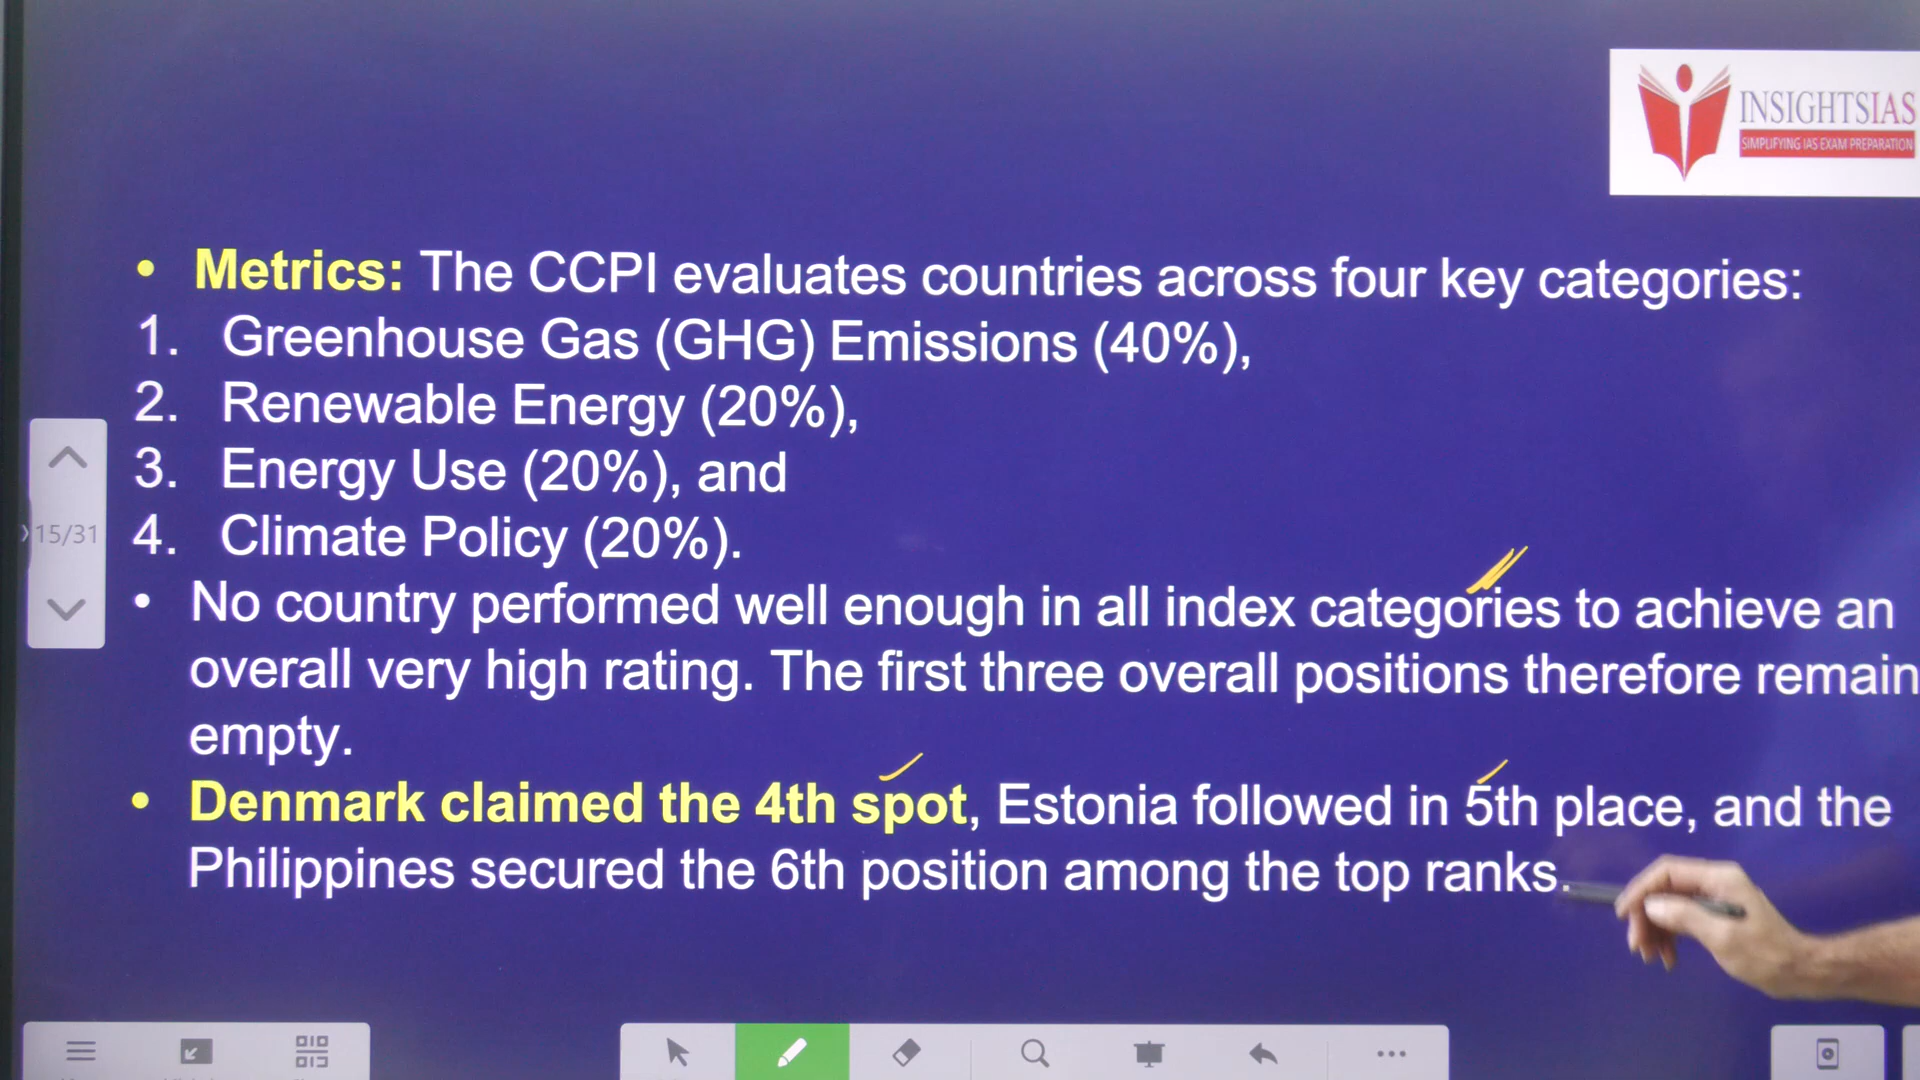 INSIGHTSIAS
SIMPLIFYING IAS EXAM PREPARATION
• Metrics: The CCPI evaluates countries across four key categories:
1. Greenhouse Gas (GHG) Emissions (40%),
2. Renewable Energy (20%),
3. Energy Use (20%), and
4. Climate Policy (20%).
15/31
• No country performed well enough in all index categories to achieve an
overall very high rating. The first three overall positions therefore remain
empty.
• Denmark claimed the 4th spot, Estonia followed in 5th place, and the
Philippines secured the 6th position among the top ranks.